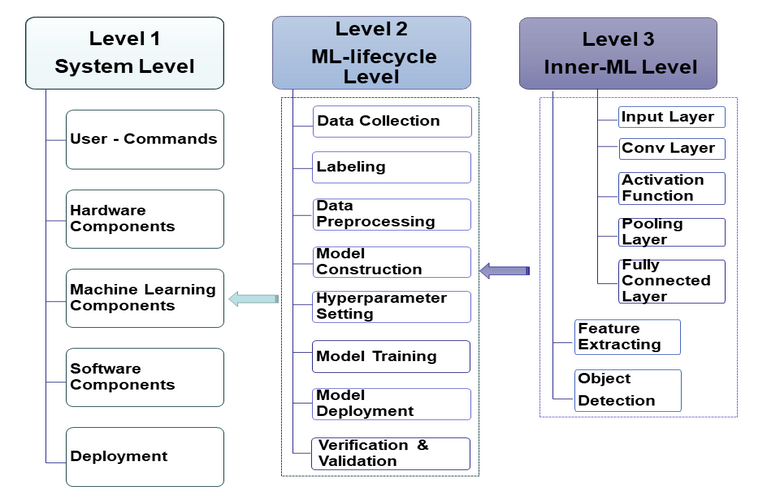 Level 1
System Level
User - Commands
Hardware
Components
Machine Learning
Components
Software
Components
Deployment
Level 2
ML-lifecycle
Level
Data Collection
Labeling
Data
Preprocessing
Model
Construction
Hyperparameter
Setting
Model Training
Model
Deployment
Verification &
Validation
Level 3
Inner-ML Level
Input Layer
Conv Layer
Activation
Function
Pooling
Layer
Fully
Connected
Layer
Feature
Extracting
Object
Detection